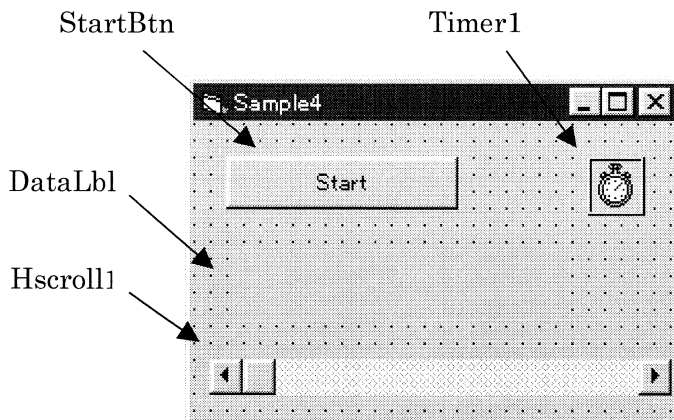 StartBtn
Timer1
Sample4
Start
DataLbl
Hscroll1